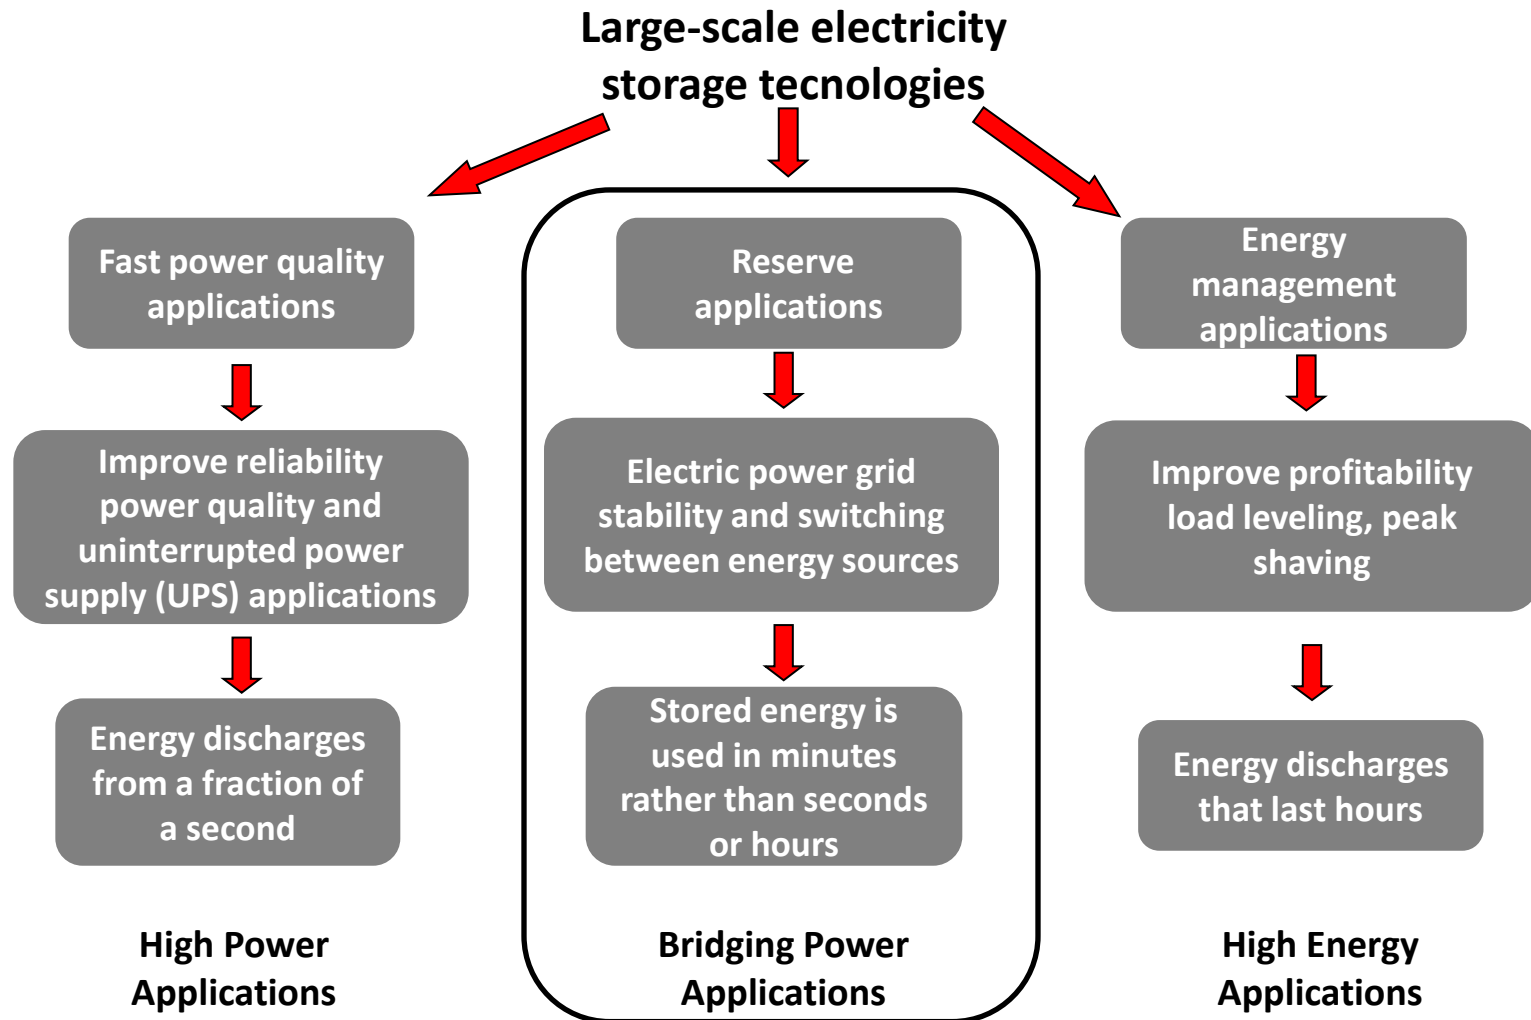 Large-scale electricity
storage tecnologies
Fast power quality
applications
Reserve
applications
Energy
management
applications
Improve reliability
power quality and
uninterrupted power
supply (UPS) applications
Electric power grid
stability and switching
between energy sources
Improve profitability
load leveling, peak
shaving
Energy discharges
from a fraction of
a second
Stored energy is
used in minutes
rather than seconds
or hours
Energy discharges
that last hours
High Power
Applications
Bridging Power
Applications
High Energy
Applications